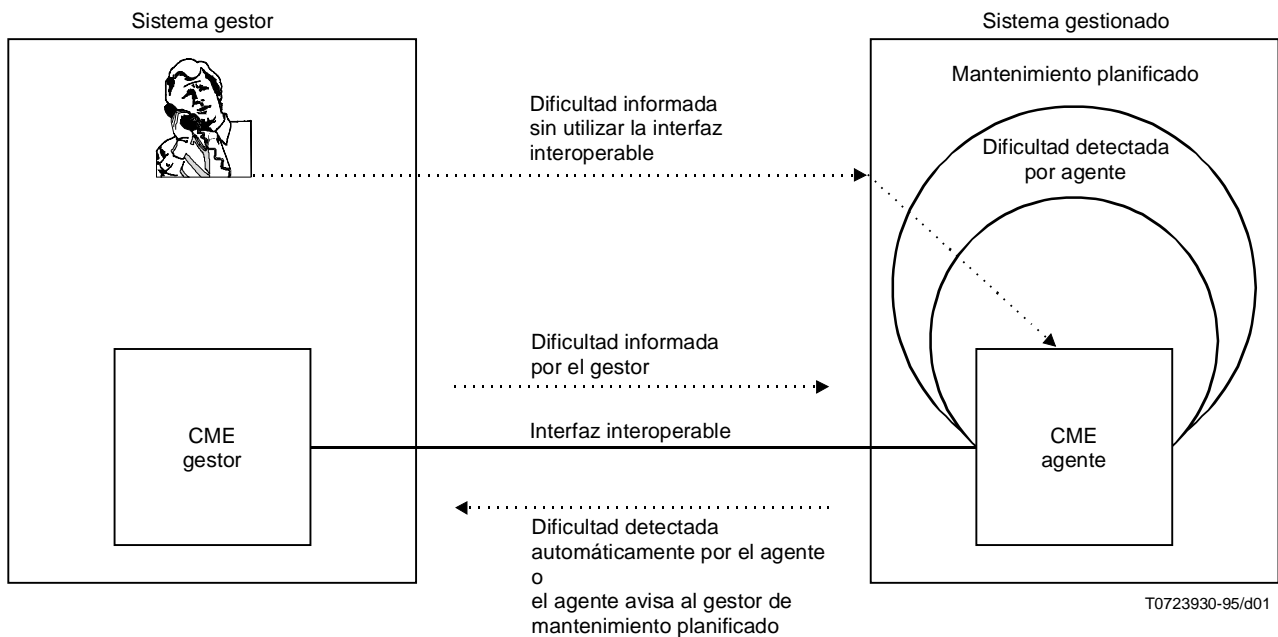 Sistema gestor
Sistema gestionado
Mantenimiento planificado
Dificultad informada
sin utilizar la interfaz
interoperable
Dificultad detectada
por agente
Dificultad informada
por el gestor
CME
gestor
Interfaz interoperable
CME
agente
Dificultad detectada
automáticamente por el agente
o
el agente avisa al gestor de
mantenimiento planificado
T0723930-95/d01